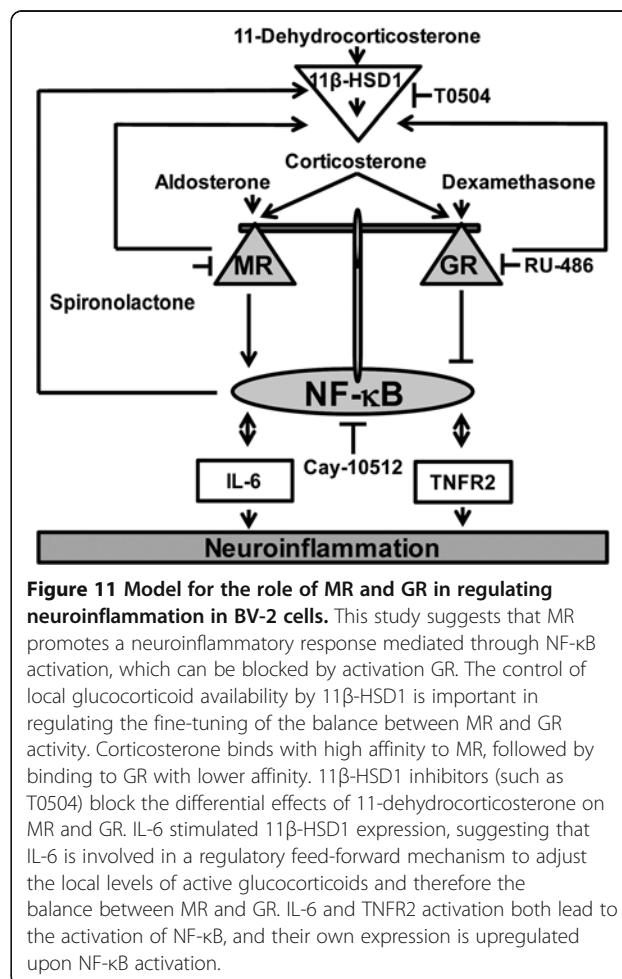 11-Dehydrocorticosterone
11β-HSD1
T0504
Corticosterone
Aldosterone
Dexamethasone
MR
GR
RU-486
Spironolactone
NF-κB
Cay-10512
IL-6
TNFR2
Neuroinflammation
Figure 11 Model for the role of MR and GR in regulating
neuroinflammation in BV-2 cells. This study suggests that MR
promotes a neuroinflammatory response mediated through NF-κB
activation, which can be blocked by activation GR. The control of
local glucocorticoid availability by 11β-HSD1 is important in
regulating the fine-tuning of the balance between MR and GR
activity. Corticosterone binds with high affinity to MR, followed by
binding to GR with lower affinity. 11β-HSD1 inhibitors (such as
T0504) block the differential effects of 11-dehydrocorticosterone on
MR and GR. IL-6 stimulated 11β-HSD1 expression, suggesting that
IL-6 is involved in a regulatory feed-forward mechanism to adjust
the local levels of active glucocorticoids and therefore the
balance between MR and GR. IL-6 and TNFR2 activation both lead to
the activation of NF-κB, and their own expression is upregulated
upon NF-κB activation.